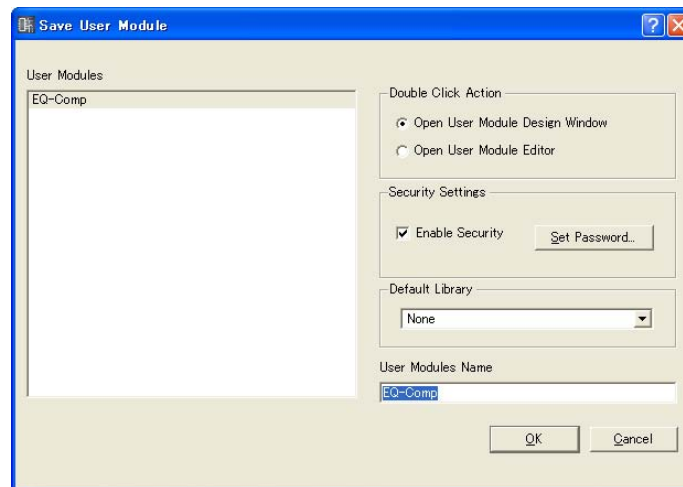 Save User Module
User Modules
EQ-Comp
Double Click Action
Open User Module Design Window
Open User Module Editor
Security Settings
Enable Security
Set Password...
Default Library
None
User Modules Name
EQ-Comp
OK
Cancel